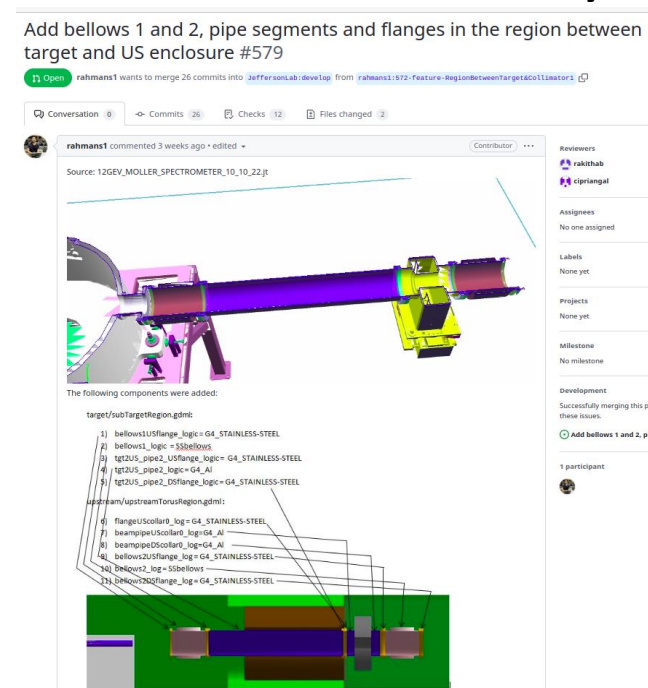 Add bellows 1 and 2, pipe segments and flanges in the region between
target and US enclosure #579
Open rahmans1 wants to merge 26 commits into JeffersonLab:develop from rahmans1:572-feature-RegionBetweenTarget&Collimator1
Conversation 0 Commits 26 Checks 12 Files changed 2
rahmans1 commented 3 weeks ago • edited Contributor
Source: 12GEV_MOLLER_SPECTROMETER_10_10_22.jt
The following components were added:
target/subTargetRegion.gdml:
1) bellows1USflange_logic= G4_STAINLESS-STEEL
2) bellows1_logic = SSbellows
3) tgt2US_pipe2_USflange_logic= G4_STAINLESS-STEEL
4) tgt2US_pipe2_logic= G4_Al
5) tgt2US_pipe2_DSflange_logic= G4_STAINLESS-STEEL
upstream/upstreamTorusRegion.gdml:
6) flangeUScollar0_log= G4_STAINLESS-STEEL
7) beampipeUScollar0_log=G4_Al
8) beampipeDScollar0_log=G4_Al
9) bellows2USflange_log= G4_STAINLESS-STEEL
10) bellows2_log= SSbellows
11) bellows2DSflange_log= G4_STAINLESS-STEEL
Reviewers
rakithab
cipriangal
Assignees
No one assigned
Labels
None yet
Projects
None yet
Milestone
No milestone
Development
Successfully merging this p
these issues.
Add bellows 1 and 2, p
1 participant